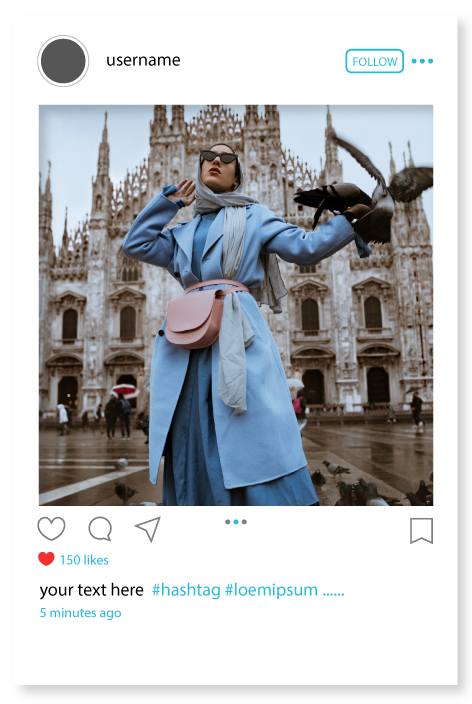 username
FOLLOW
150 likes
your text here #hashtag #loemipsum ......
5 minutes ago